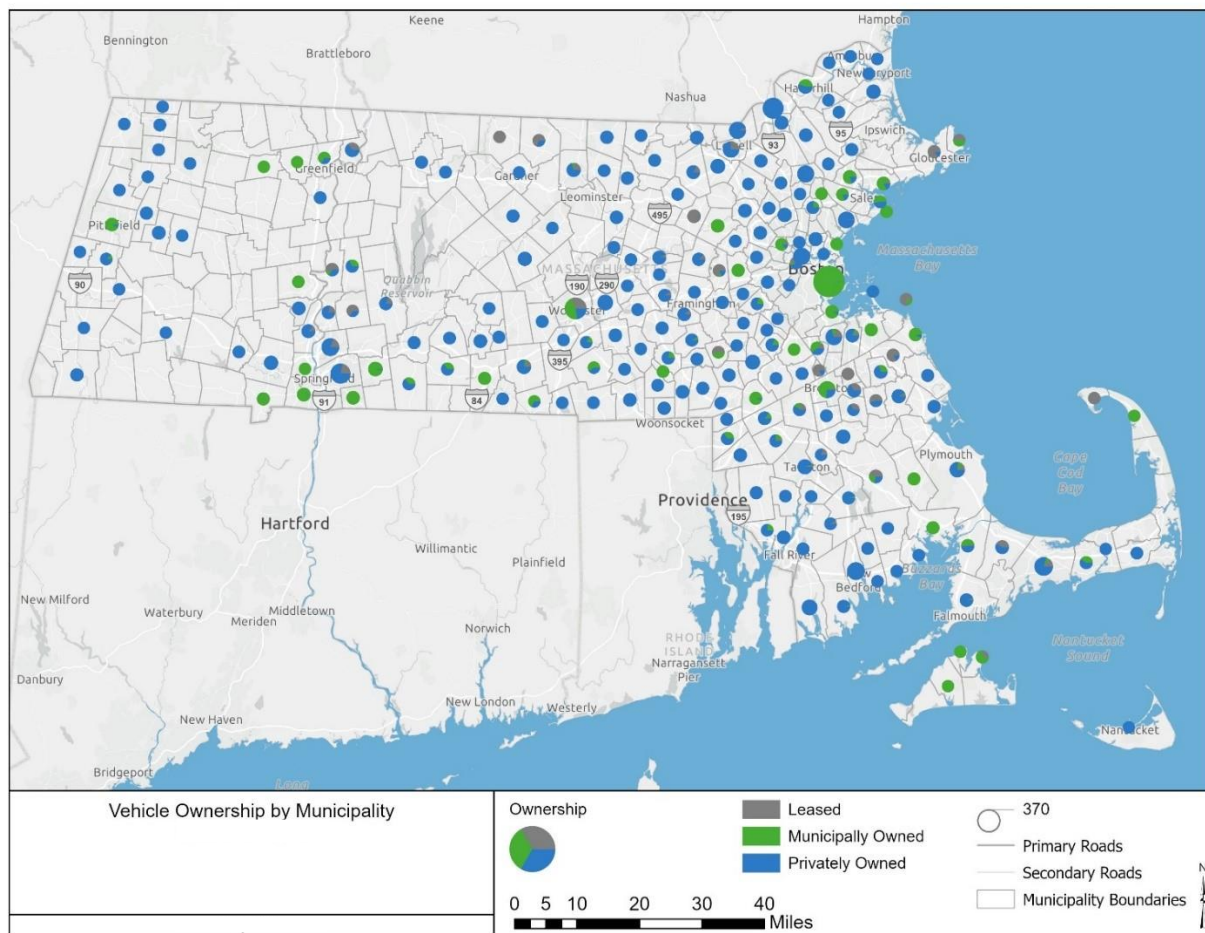 Hampton
Keene
Bennington
Brattleboro
Newburyport
Nashua
Haverhill
95
Ipswich
93
Gloucester
Greenfield
Gardner
Leominster
495
Salem
Pittsfield
Massachusetts
Bay
90
Quabbin
Reservoir
MASSACHUSETTS
190
290
Boston
Worcester
Framingham
395
Springfield
Brockton
91
84
Woonsocket
Plymouth
Cape
Cod
Bay
Taunton
Providence
195
Hartford
Willimantic
Plainfield
Fall River
New
Bedford
Buzzards
Bay
Falmouth
New Milford
Waterbury
Middletown
Meriden
Norwich
RHODE
ISLAND
Narragansett
Pier
Nantucket
Sound
Danbury
New London
Westerly
New Haven
Nantucket
Bridgeport
Long
Vehicle Ownership by Municipality
Ownership
Leased
Municipally Owned
Privately Owned
370
Primary Roads
Secondary Roads
Municipality Boundaries
N
0 5 10 20 30 40
Miles